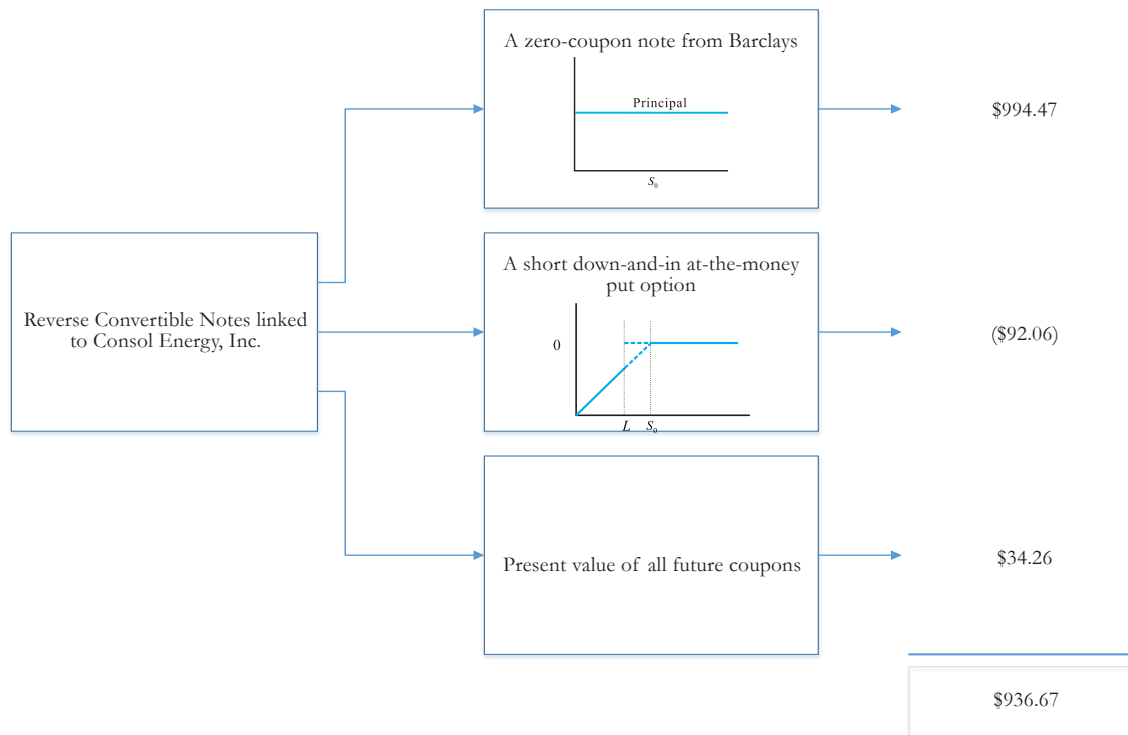 A zero-coupon note from Barclays
Principal
S₀
$994.47
Reverse Convertible Notes linked
to Consol Energy, Inc.
A short down-and-in at-the-money
put option
0
L S₀
($92.06)
Present value of all future coupons
$34.26
$936.67